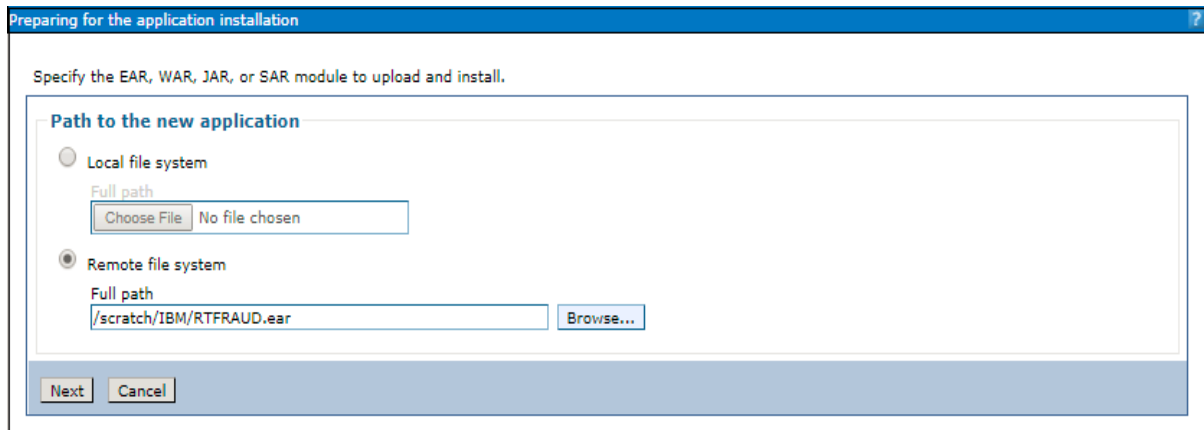 Preparing for the application installation ?
Specify the EAR, WAR, JAR, or SAR module to upload and install.
Path to the new application
Local file system
Full path
Choose File No file chosen
Remote file system
Full path
/scratch/IBM/RTFRAUD.ear Browse...
Next Cancel